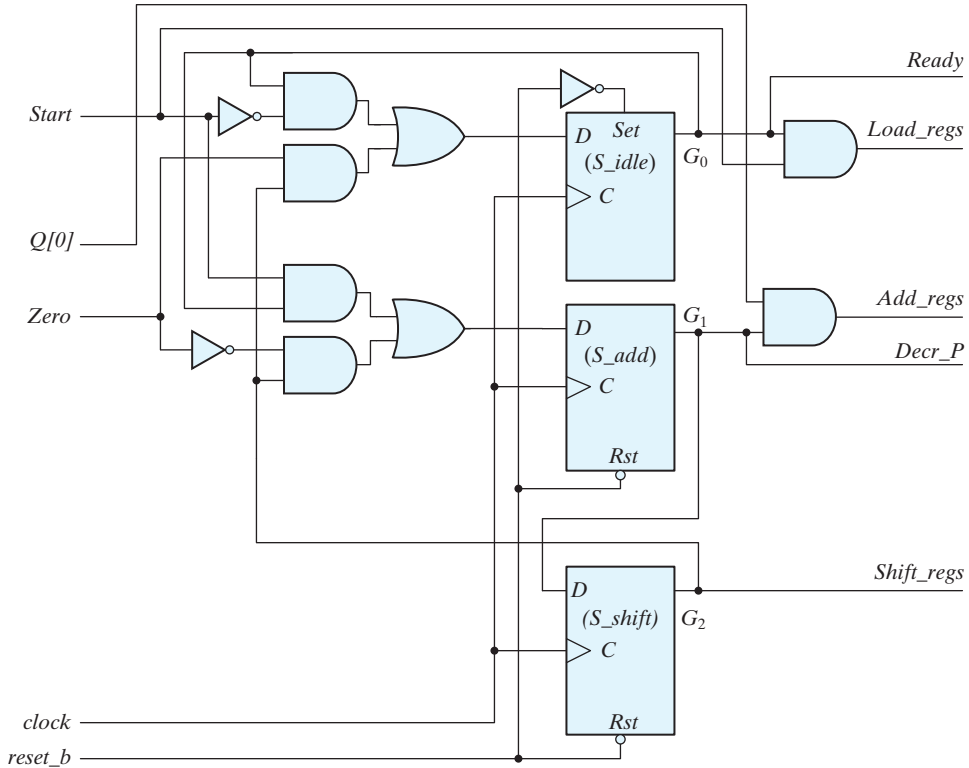 Ready
Start
Set
Load_regs
D
G0
(S_idle)
C
Q[0]
Add_regs
Zero
G1
D
(S_add)
Decr_P
C
Rst
Shift_regs
D
(S_shift)
G2
C
clock
Rst
reset_b